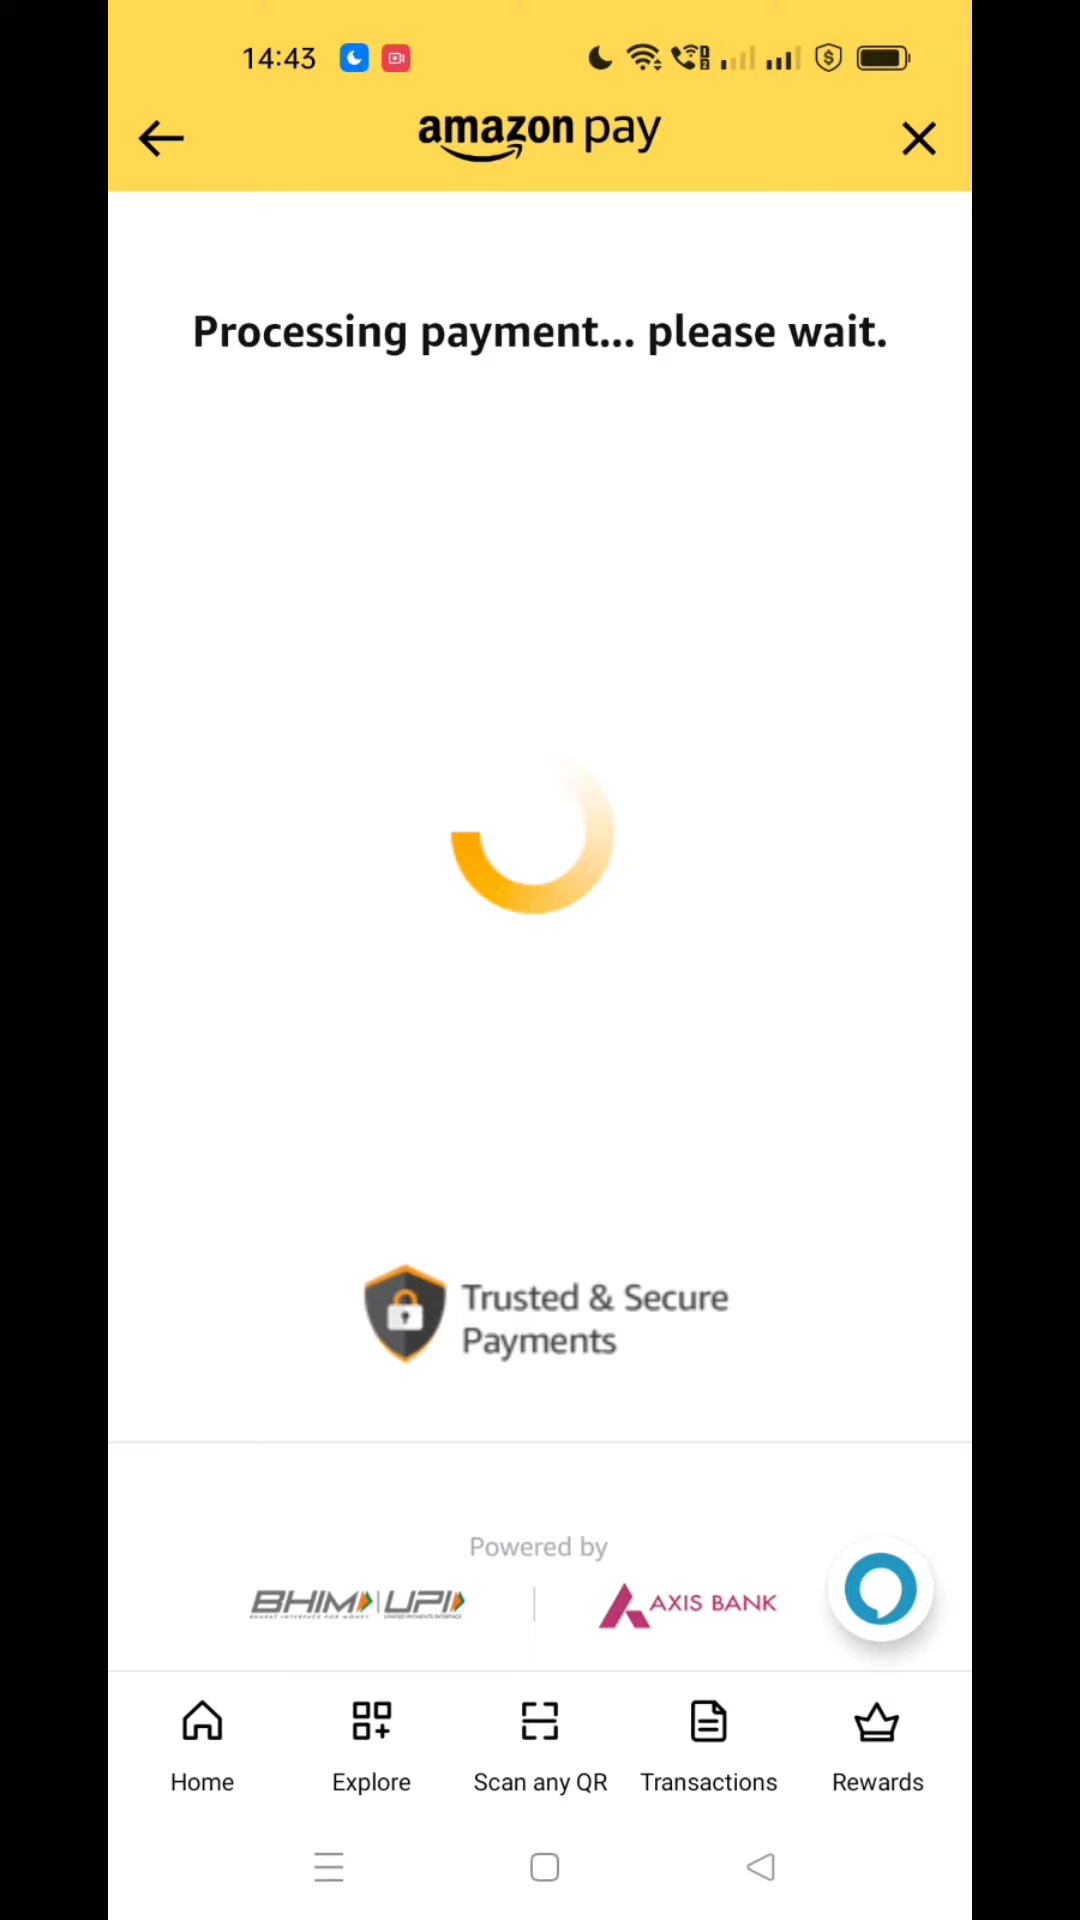 14:43
amazon pay
Processing payment... please wait.
Trusted & Secure
Payments
Powered by
BHIM UPI
AXIS BANK
Home
Explore
Scan any QR
Transactions
Rewards